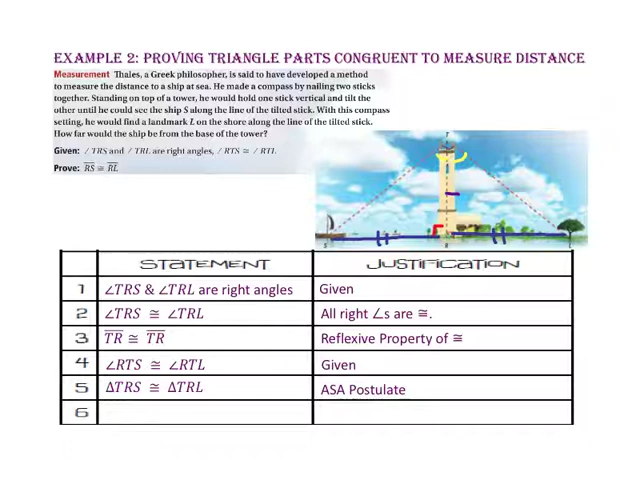 EXAMPLE 2: PROVING TRIANGLE PARTS CONGRUENT TO MEASURE DISTANCE
Measurement Thales, a Greek philosopher, is said to have developed a method
to measure the distance to a ship at sea. He made a compass by nailing two sticks
together. Standing on top of a tower, he would hold one stick vertical and tilt the
other until he could see the ship S along the line of the tilted stick. With this compass
setting, he would find a landmark L on the shore along the line of the tilted stick.
How far would the ship be from the base of the tower?
Given: ∠TRS and ∠TRL are right angles, ∠RTS ≅ ∠RTL
Prove: R̅S̅ ≅ R̅L̅
T
STATEMENT JUSTIFICATION
1 ∠TRS & ∠TRL are right angles Given
2 ∠TRS ≅ ∠TRL All right ∠s are ≅.
3 T̅R̅ ≅ T̅R̅ Reflexive Property of ≅
4 ∠RTS ≅ ∠RTL Given
5 ΔTRS ≅ ΔTRL ASA Postulate
6